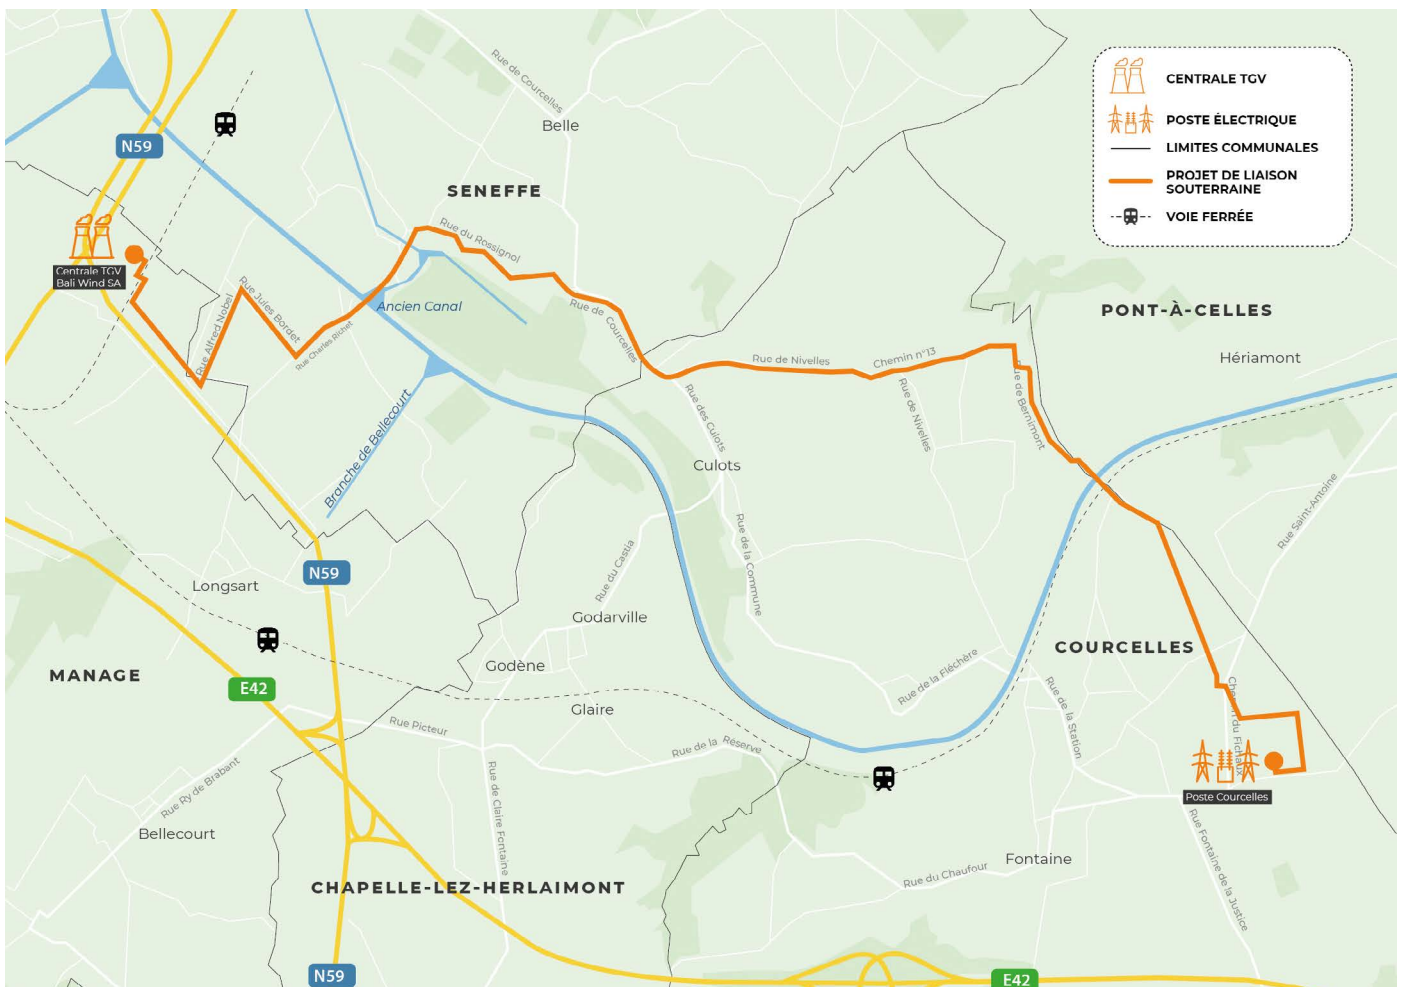 CENTRALE TGV
POSTE ÉLECTRIQUE
LIMITES COMMUNALES
PROJET DE LIAISON
SOUTERRAINE
VOIE FERRÉE
Rue de Courcelles
Belle
N59
SENEFFE
Rue du Rossignol
Centrale TGV
Bali Wind SA
Rue Jules Bordet
Rue Alfred Nobel
Rue Charles Richet
Ancien Canal
Rue de Courcelles
PONT-À-CELLES
Hériamont
Rue de Nivelles
Chemin n°13
Rue de Bernimont
Rue de Nivelles
Rue des Culots
Branche de Bellecourt
Culots
Rue Saint-Antoine
Rue de la Commune
Rue du Castia
N59
Longsart
Godarville
MANAGE
Godène
COURCELLES
Rue de la Fléchère
E42
Glaire
Rue Picteur
Rue de la Réserve
Rue de la Station
Chemin du Fichaux
Poste Courcelles
Rue Ry de Brabant
Rue de Claire Fontaine
Bellecourt
Fontaine
Rue du Chaufour
Rue Fontaine de la Justice
CHAPELLE-LEZ-HERLAIMONT
N59
E42